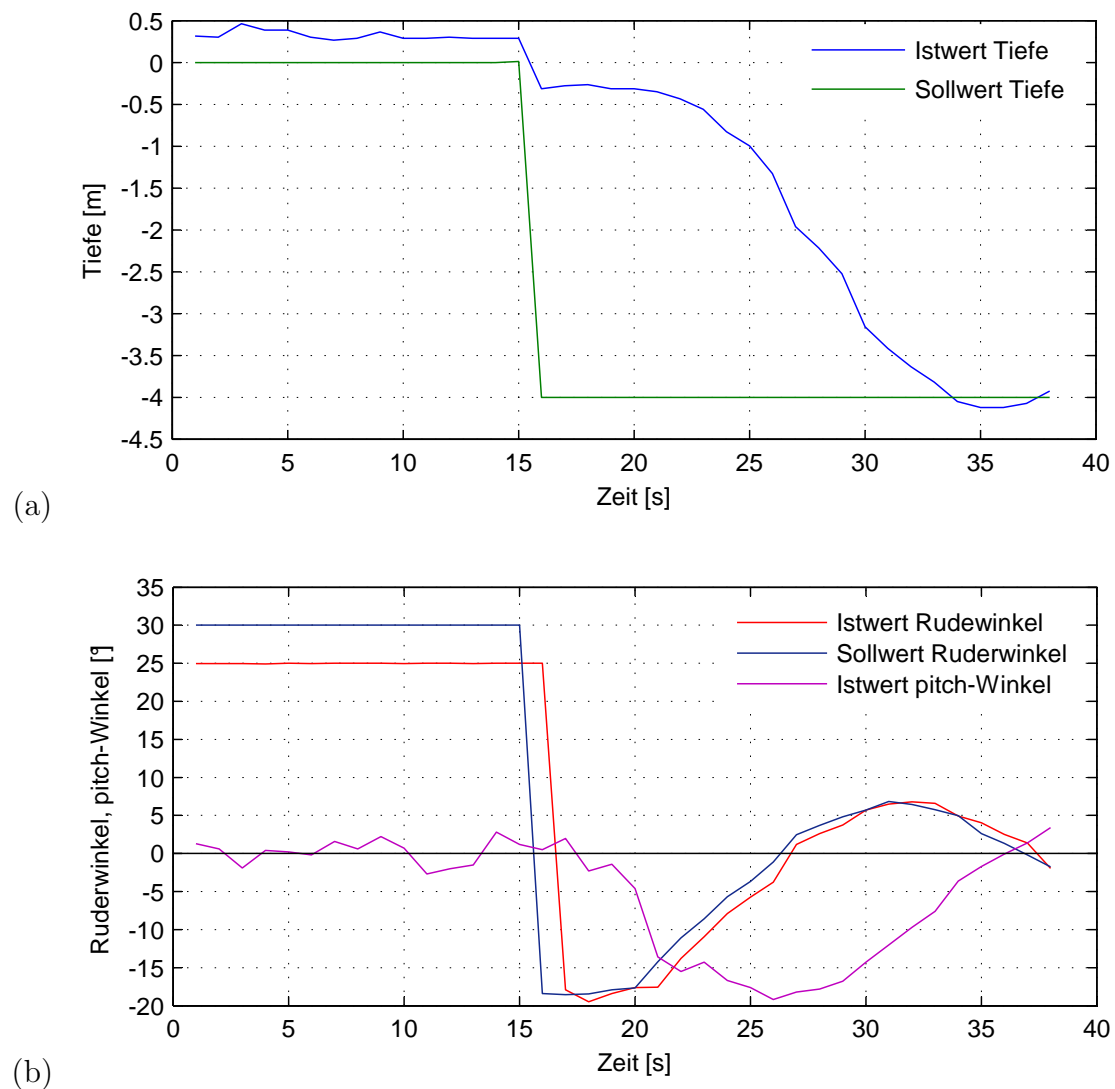 0.5
0
-0.5
-1
-1.5
-2
-2.5
-3
-3.5
-4
-4.5
Tiefe [m]
Istwert Tiefe
Sollwert Tiefe
0 5 10 15 20 25 30 35 40
Zeit [s]
(a)
35
30
25
20
15
10
5
0
-5
-10
-15
-20
Ruderwinkel, pitch-Winkel [°]
Istwert Rudewinkel
Sollwert Ruderwinkel
Istwert pitch-Winkel
0 5 10 15 20 25 30 35 40
Zeit [s]
(b)